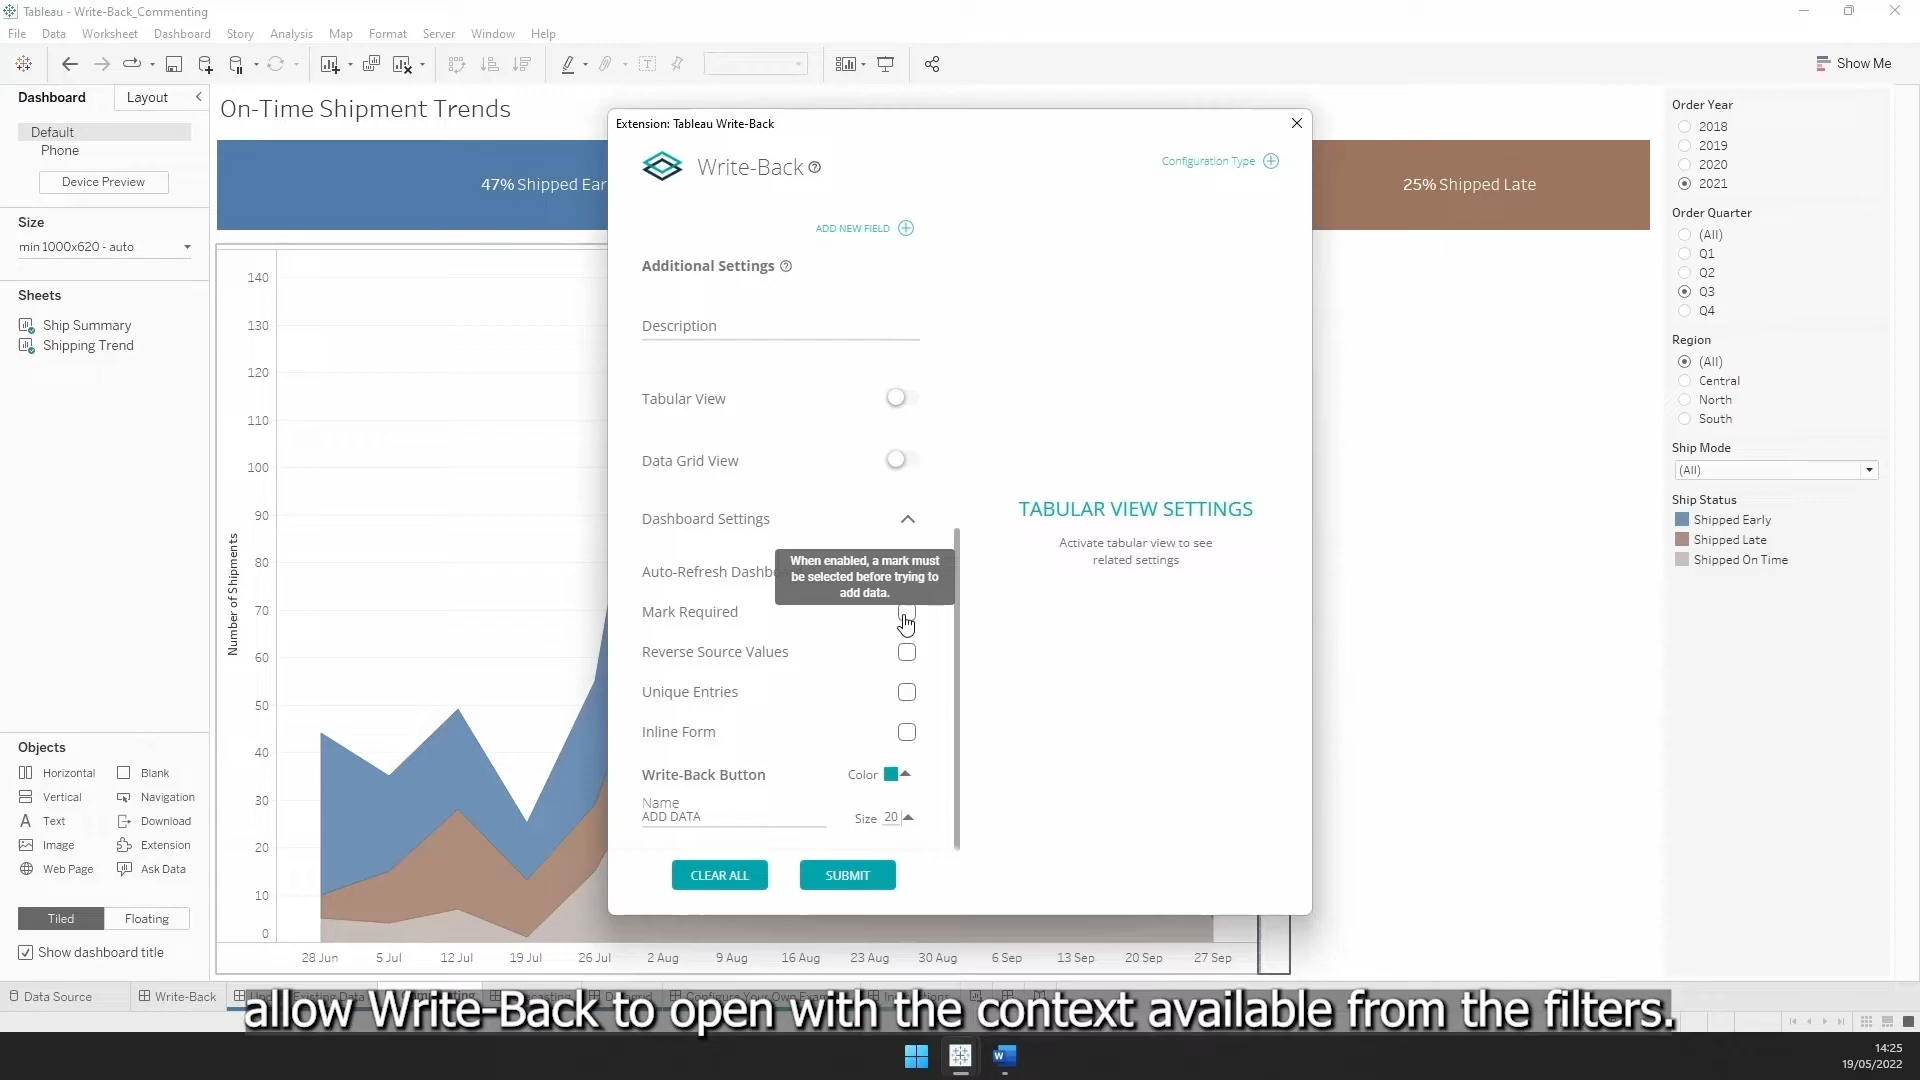 Tableau - Write-Back_Commenting
File Data Worksheet Dashboard Story Analysis Map Format Server Window Help
Show Me
Dashboard Layout
Default
Phone
Device Preview
Size
min 1000x620 - auto
Sheets
Ship Summary
Shipping Trend
Objects
Horizontal Blank
Vertical Navigation
Text Download
Image Extension
Web Page Ask Data
Tiled Floating
Show dashboard title
On-Time Shipment Trends
47% Shipped Ear
25% Shipped Late
Number of Shipments
140
130
120
110
100
90
80
70
60
50
40
30
20
10
0
28 Jun 5 Jul 12 Jul 19 Jul 26 Jul 2 Aug 9 Aug 16 Aug 23 Aug 30 Aug 6 Sep 13 Sep 20 Sep 27 Sep
Extension: Tableau Write-Back
Write-Back
Configuration Type
ADD NEW FIELD
Additional Settings
Description
Tabular View
Data Grid View
Dashboard Settings
Auto-Refresh Dashbo
When enabled, a mark must
be selected before trying to
add data.
Mark Required
Reverse Source Values
Unique Entries
Inline Form
Write-Back Button Color
Name
ADD DATA
Size 20
CLEAR ALL SUBMIT
TABULAR VIEW SETTINGS
Activate tabular view to see
related settings
Order Year
2018
2019
2020
2021
Order Quarter
(All)
Q1
Q2
Q3
Q4
Region
(All)
Central
North
South
Ship Mode
(All)
Ship Status
Shipped Early
Shipped Late
Shipped On Time
Data Source Write-Back
allow Write-Back to open with the context available from the filters.
14:25
19/05/2022